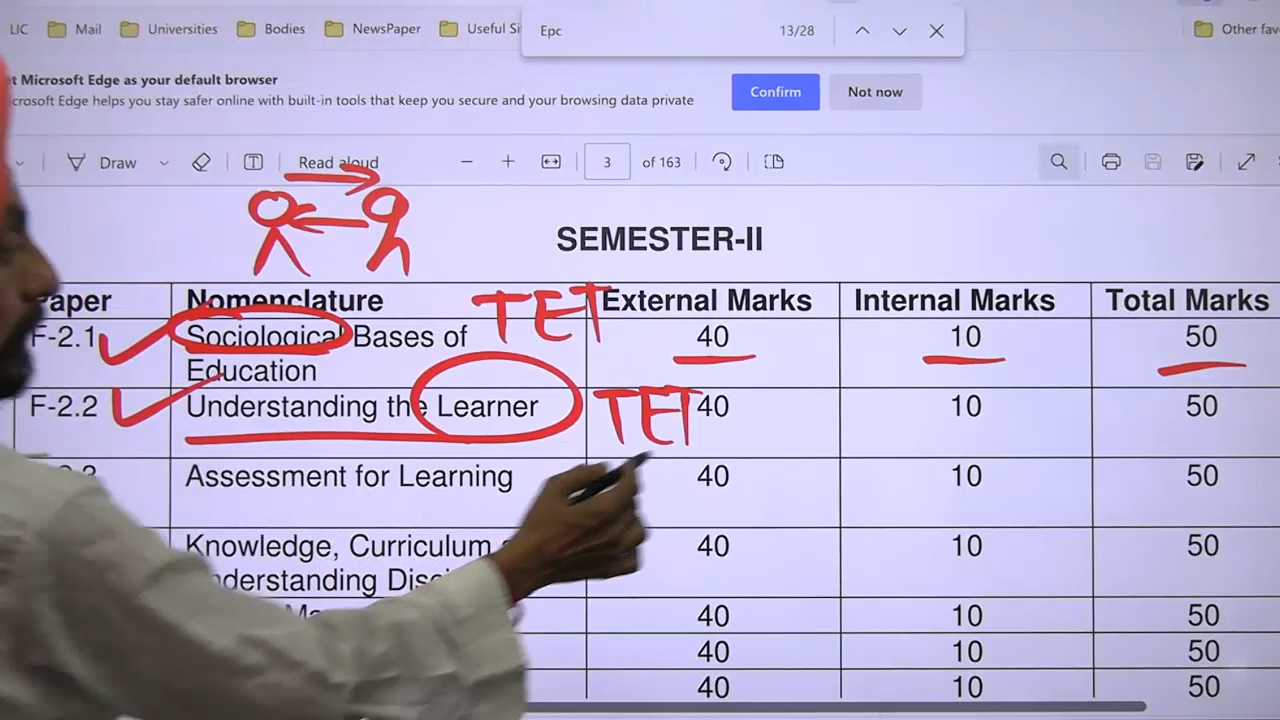 LIC Mail Universities Bodies NewsPaper Useful Si Epc 13/28 Other fav
et Microsoft Edge as your default browser
icrosoft Edge helps you stay safer online with built-in tools that keep you secure and your browsing data private
Confirm Not now
Draw Read aloud 3 of 163
SEMESTER-II
Paper Nomenclature External Marks Internal Marks Total Marks
TET
F-2.1 Sociological Bases of 40 10 50
Education
F-2.2 Understanding the Learner 40 10 50
TET
Assessment for Learning 40 10 50
Knowledge, Curriculum 40 10 50
nderstanding Disci
40 10 50
40 10 50
40 10 50